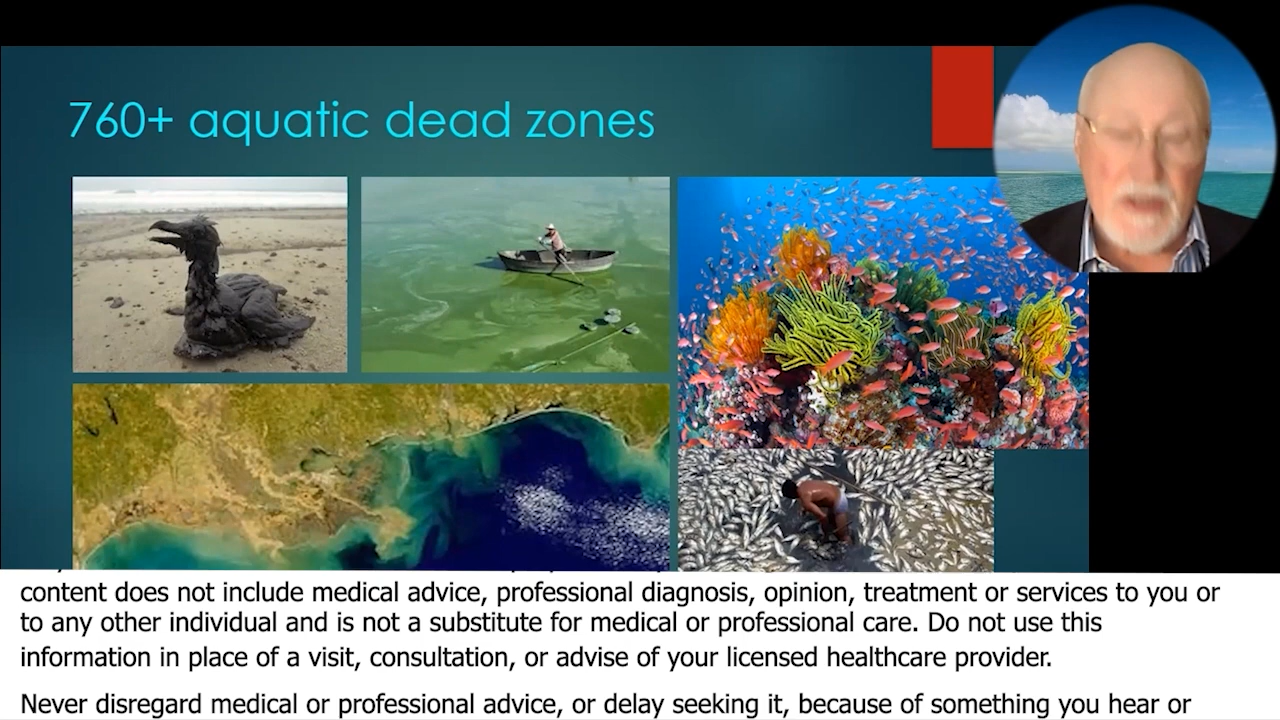 760+ aquatic dead zones
content does not include medical advice, professional diagnosis, opinion, treatment or services to you or
to any other individual and is not a substitute for medical or professional care. Do not use this
information in place of a visit, consultation, or advise of your licensed healthcare provider.
Never disregard medical or professional advice, or delay seeking it, because of something you hear or